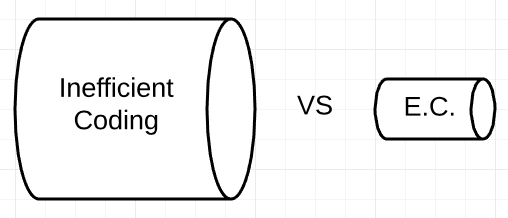 Inefficient
Coding
VS
E.C.